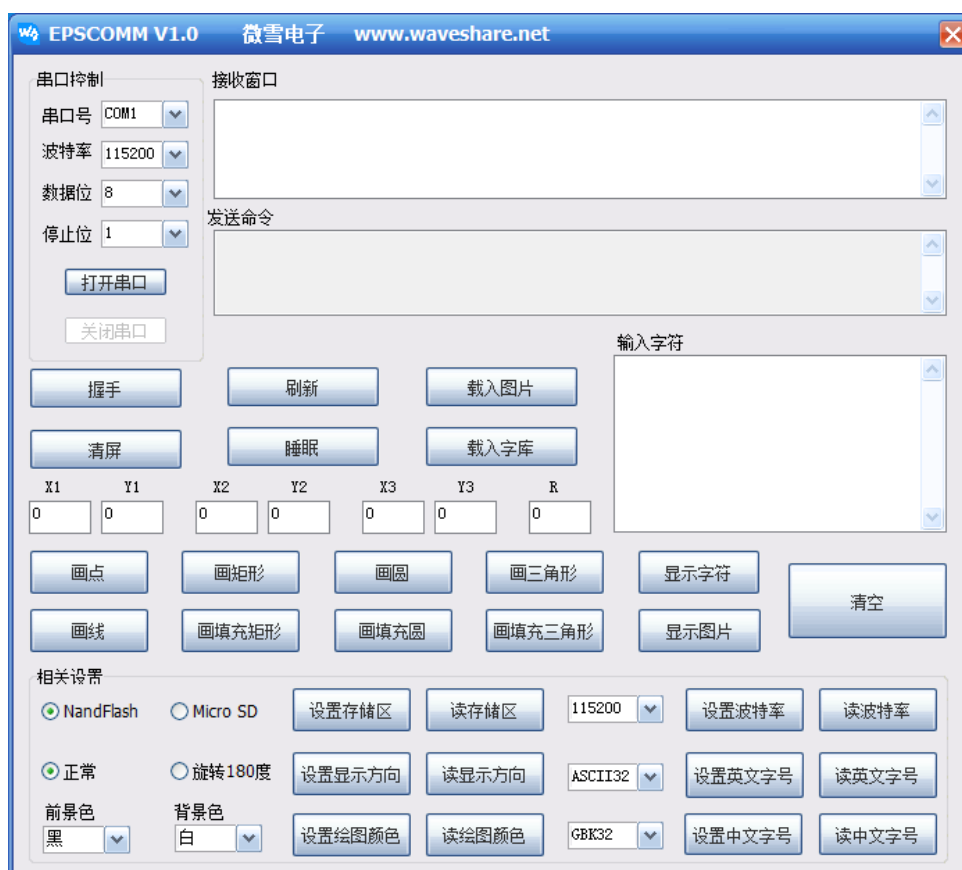 EPSCOMM V1.0 微雪电子 www.waveshare.net
串口控制
串口号 COM1
波特率 115200
数据位 8
停止位 1
打开串口
关闭串口
接收窗口
发送命令
输入字符
握手 刷新 载入图片
清屏 睡眠 载入字库
X1 Y1 X2 Y2 X3 Y3 R
0 0 0 0 0 0 0
画点 画矩形 画圆 画三角形 显示字符
清空
画线 画填充矩形 画填充圆 画填充三角形 显示图片
相关设置
NandFlash Micro SD 设置存储区 读存储区 115200 设置波特率 读波特率
正常 旋转180度 设置显示方向 读显示方向 ASCII32 设置英文字号 读英文字号
前景色 背景色
黑 白 设置绘图颜色 读绘图颜色 GBK32 设置中文字号 读中文字号